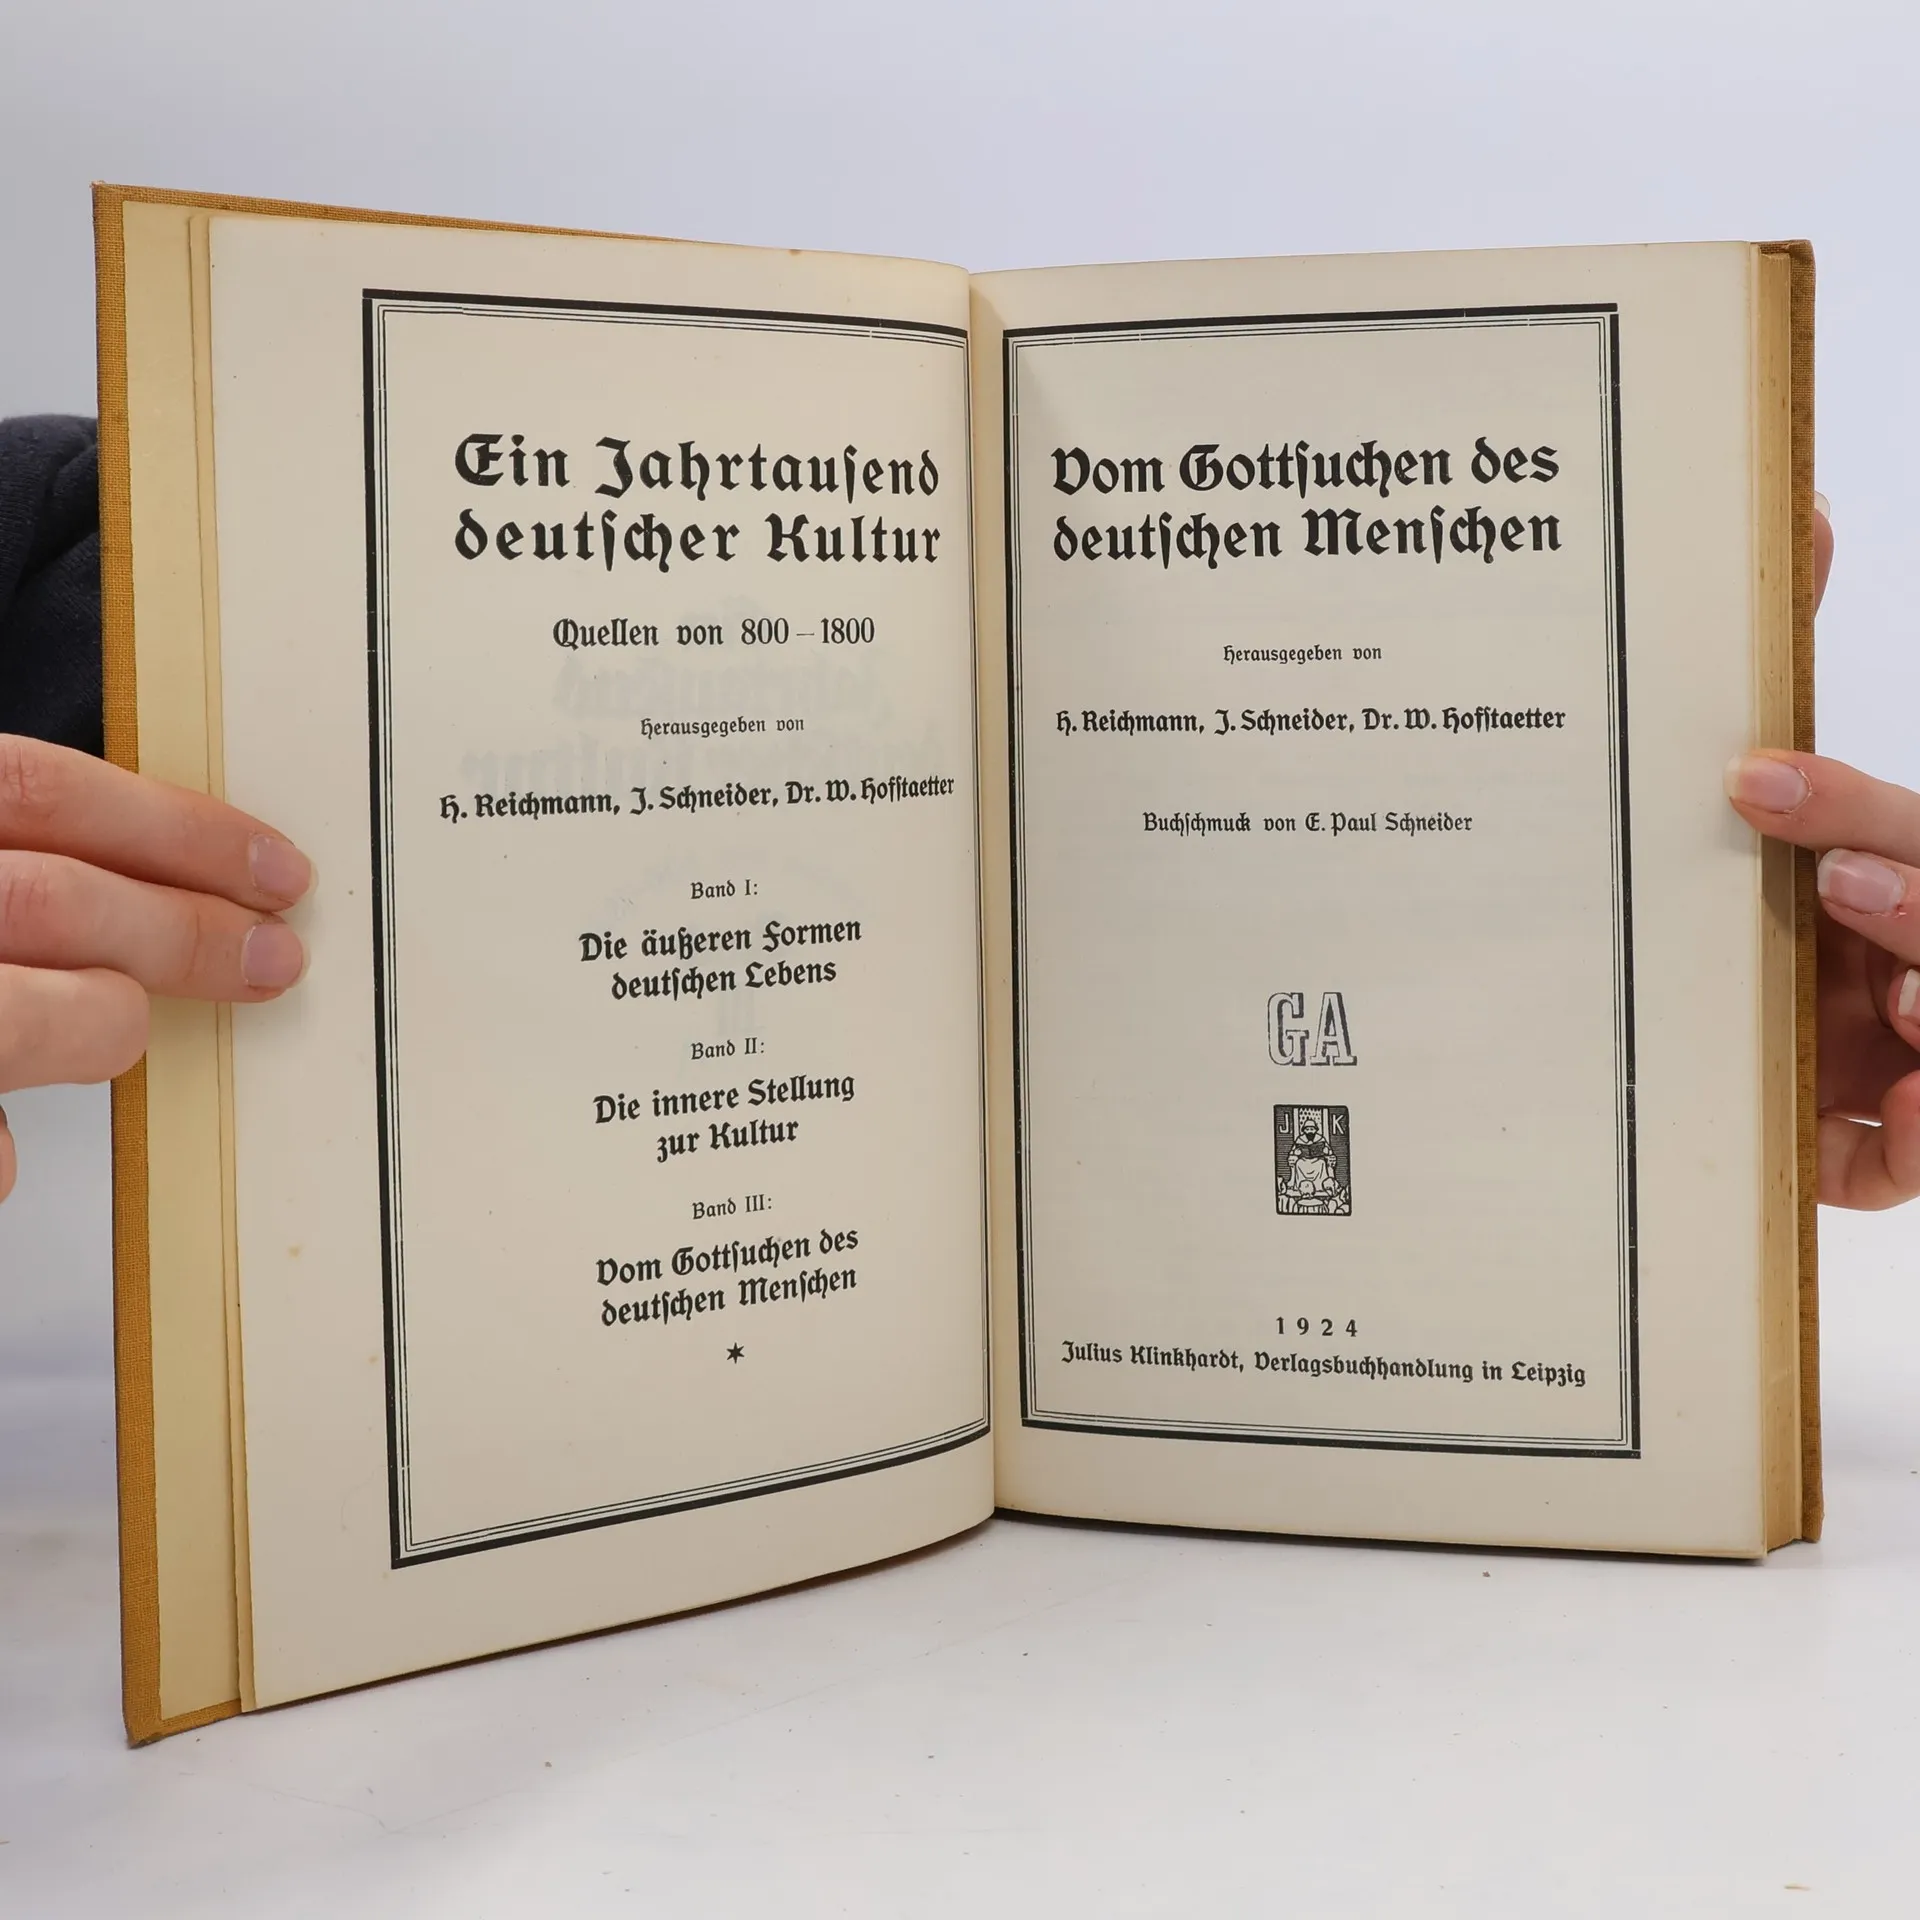 Ein Jahrtauſend
deutſcher Kultur
Quellen von 800 – 1800
Herausgegeben von
H. Reichmann, J. Schneider, Dr. W. Hofſtaetter
Band I:
Die äußeren Formen
deutſchen Lebens
Band II:
Die innere Stellung
zur Kultur
Band III:
Vom Gottſuchen des
deutſchen Menſchen
*
Vom Gottſuchen des
deutſchen Menſchen
Herausgegeben von
H. Reichmann, J. Schneider, Dr. W. Hofſtaetter
Buchſchmuck von E. Paul Schneider
GA
J K
1924
Julius Klinkhardt, Verlagsbuchhandlung in Leipzig